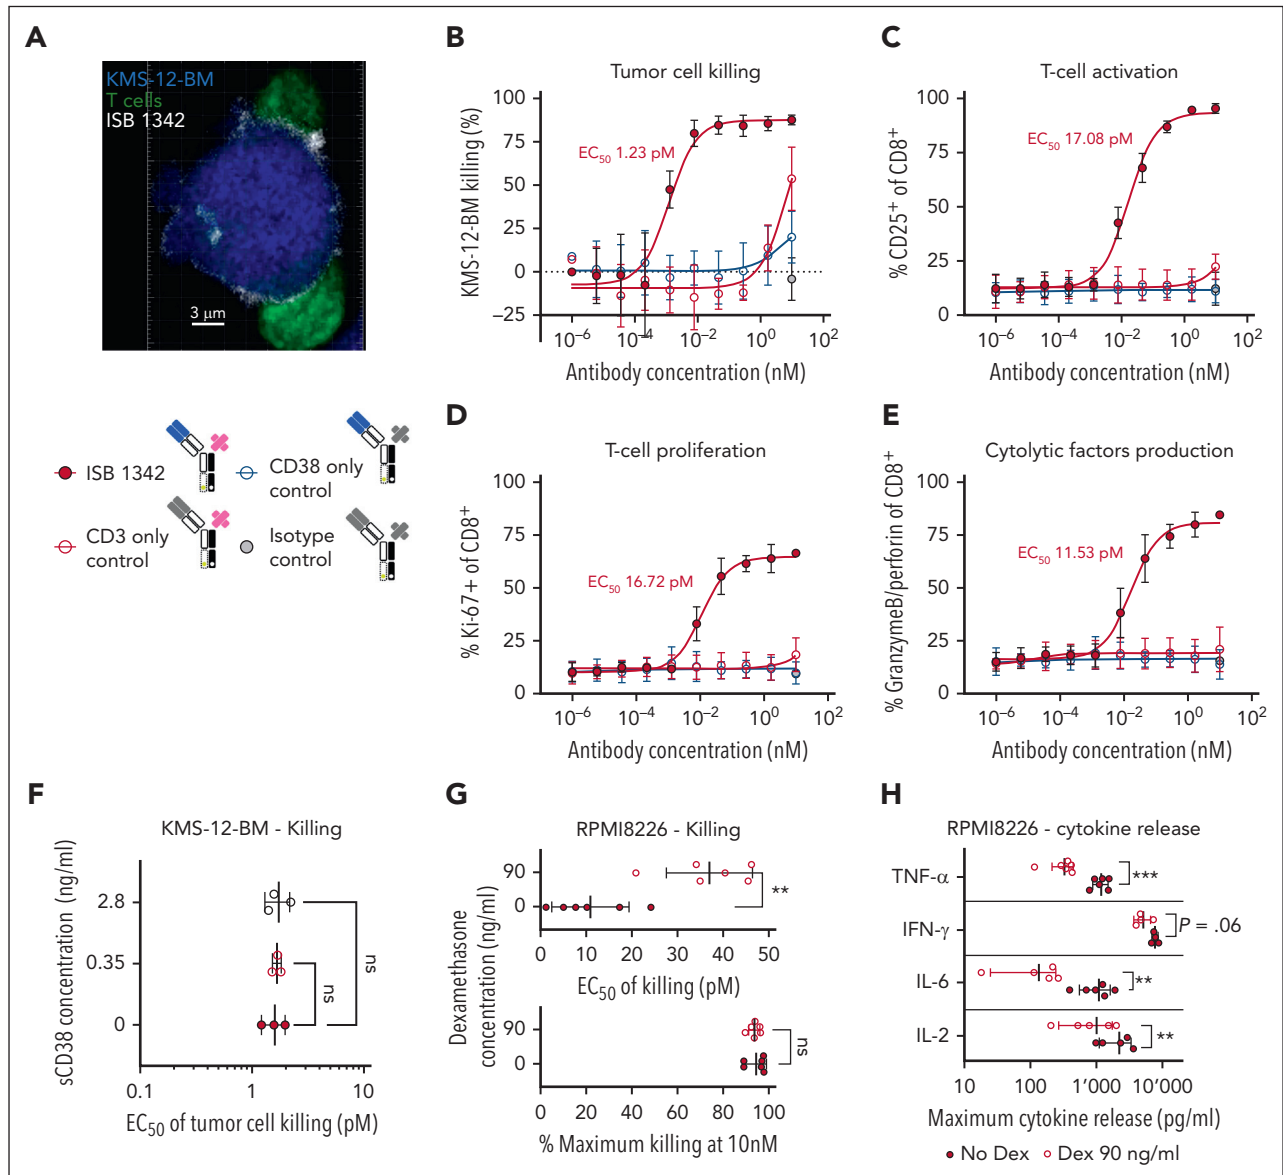 A
KMS-12-BM
T cells
ISB 1342
3 µm
ISB 1342
CD38 only
control
CD3 only
control
Isotype
control
B
Tumor cell killing
KMS-12-BM killing (%)
100
75
50
25
0
–25
EC50 1.23 pM
10–6
10–4
10–2
100
102
Antibody concentration (nM)
C
T-cell activation
% CD25+ of CD8+
100
75
50
25
0
EC50 17.08 pM
10–6
10–4
10–2
100
102
Antibody concentration (nM)
D
T-cell proliferation
% Ki-67+ of CD8+
100
75
50
25
0
EC50 16.72 pM
10–6
10–4
10–2
100
102
Antibody concentration (nM)
E
Cytolytic factors production
% GranzymeB/perforin of CD8+
100
75
50
25
0
EC50 11.53 pM
10–6
10–4
10–2
100
102
Antibody concentration (nM)
F
KMS-12-BM - Killing
sCD38 concentration (ng/ml)
2.8
0.35
0
ns
ns
0.1
1
10
EC50 of tumor cell killing (pM)
G
RPMI8226 - Killing
Dexamethasone
concentration (ng/ml)
90
0
**
0
10
20
30
40
50
EC50 of killing (pM)
90
0
ns
0
20
40
60
80
100
% Maximum killing at 10nM
H
RPMI8226 - cytokine release
TNF-α
***
IFN-γ
P = .06
IL-6
**
IL-2
**
10
100
1'000
10'000
Maximum cytokine release (pg/ml)
No Dex
Dex 90 ng/ml